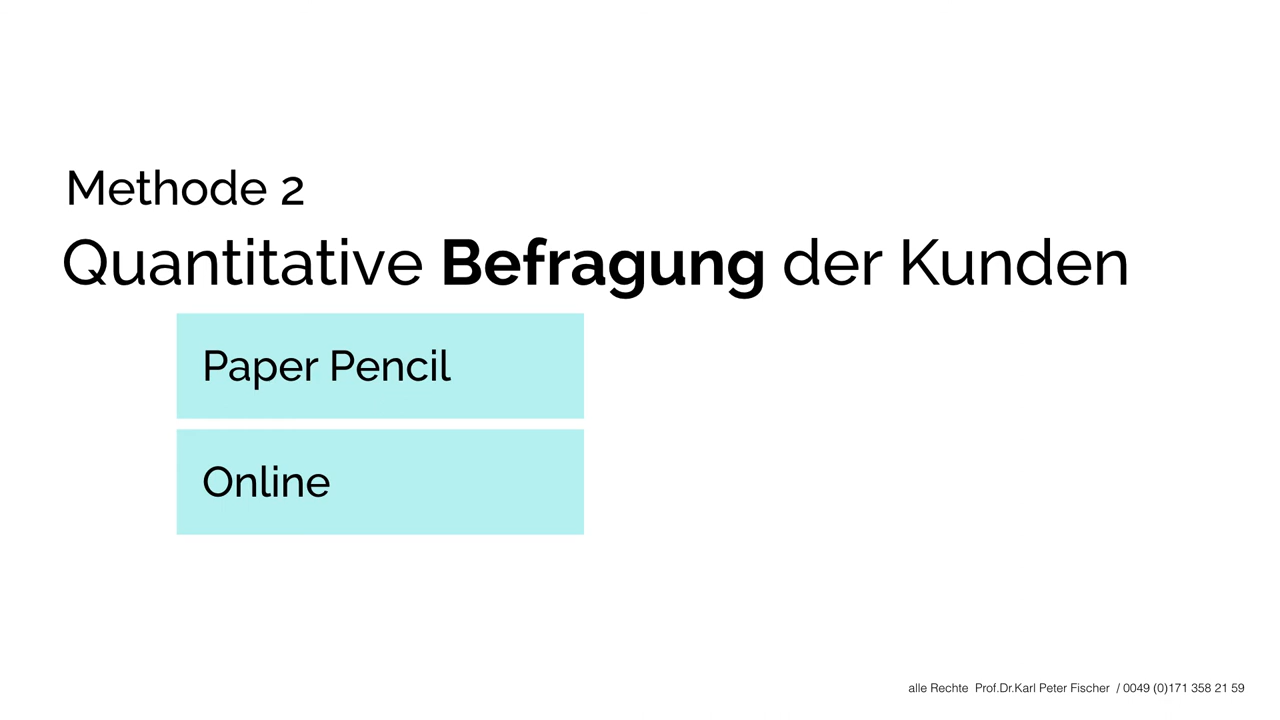 Methode 2
Quantitative Befragung der Kunden
Paper Pencil
Online
alle Rechte  Prof.Dr.Karl Peter Fischer  / 0049 (0)171 358 21 59